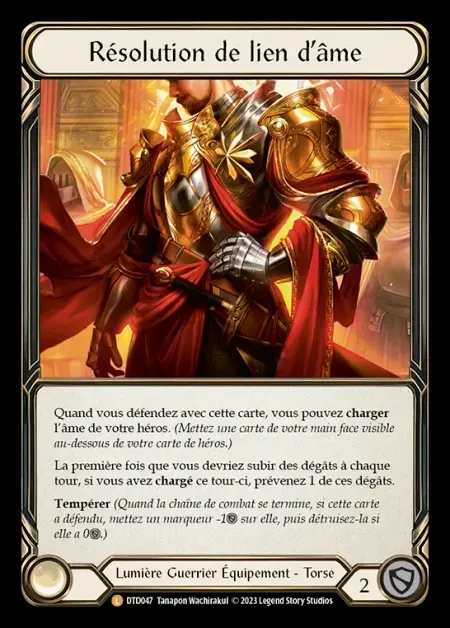 Résolution de lien d'âme
Quand vous défendez avec cette carte, vous pouvez charger
l'âme de votre héros. (Mettez une carte de votre main face visible
au-dessous de votre carte de héros.)
La première fois que vous devriez subir des dégâts à chaque
tour, si vous avez chargé ce tour-ci, prévenez 1 de ces dégâts.
Tempérer (Quand la chaîne de combat se termine, si cette carte
a défendu, mettez un marqueur -1 sur elle, puis détruisez-la si
elle a 0.)
Lumière Guerrier Équipement - Torse
2
L DTD047 Tanapon Wachirakul © 2023 Legend Story Studios